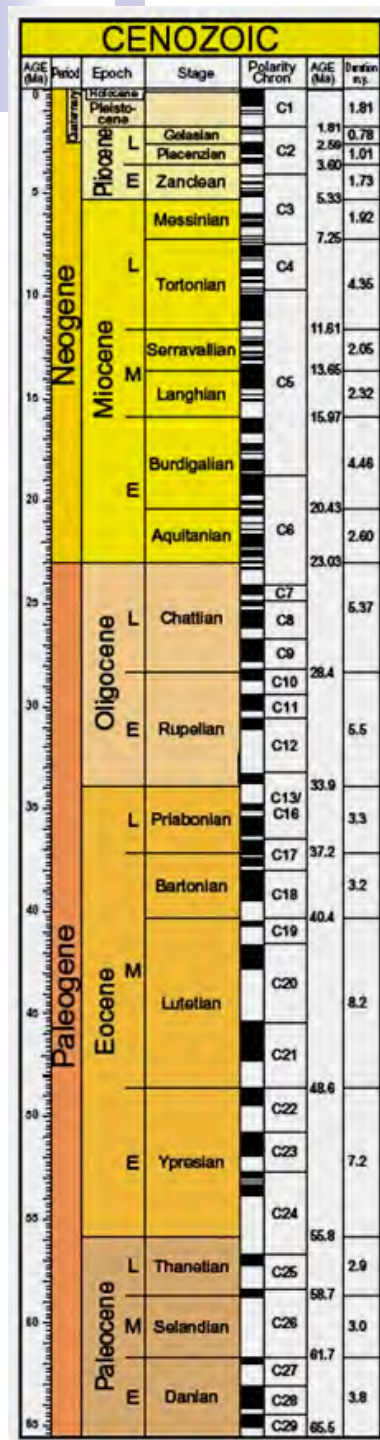 CENOZOIC
AGE (Ma) Period Epoch Stage Polarity Chron AGE (Ma) Duration m.y.
0 Quaternary Holocene
Pleistocene C1 1.81
1.81
L Gelasian 0.78
2.59
Pliocene Piacenzian C2 1.01
3.60
E Zanclean 1.73
5 5.33
Messinian C3 1.92
7.25
L C4
Tortonian 4.35
10
11.61
Neogene Miocene Serravallian 2.05
M 13.65
Langhian C5 2.32
15 15.97
Burdigalian 4.46
E
20 20.43
Aquitanian C6 2.60
23.03
C7
25 L Chattian C8 5.37
C9
28.4
Oligocene C10
30 C11
E Rupelian C12 5.5
33.9
C13/
35 L Priabonian C16 3.3
C17 37.2
Bartonian C18 3.2
40 40.4
C19
M C20
Paleogene Eocene Lutetian 8.2
45
C21
48.6
50 C22
C23
E Ypresian 7.2
C24
55 55.8
L Thanetian C25 2.9
58.7
60 Paleocene M Selandian C26 3.0
61.7
C27
E Danian C28 3.8
65 C29 65.5